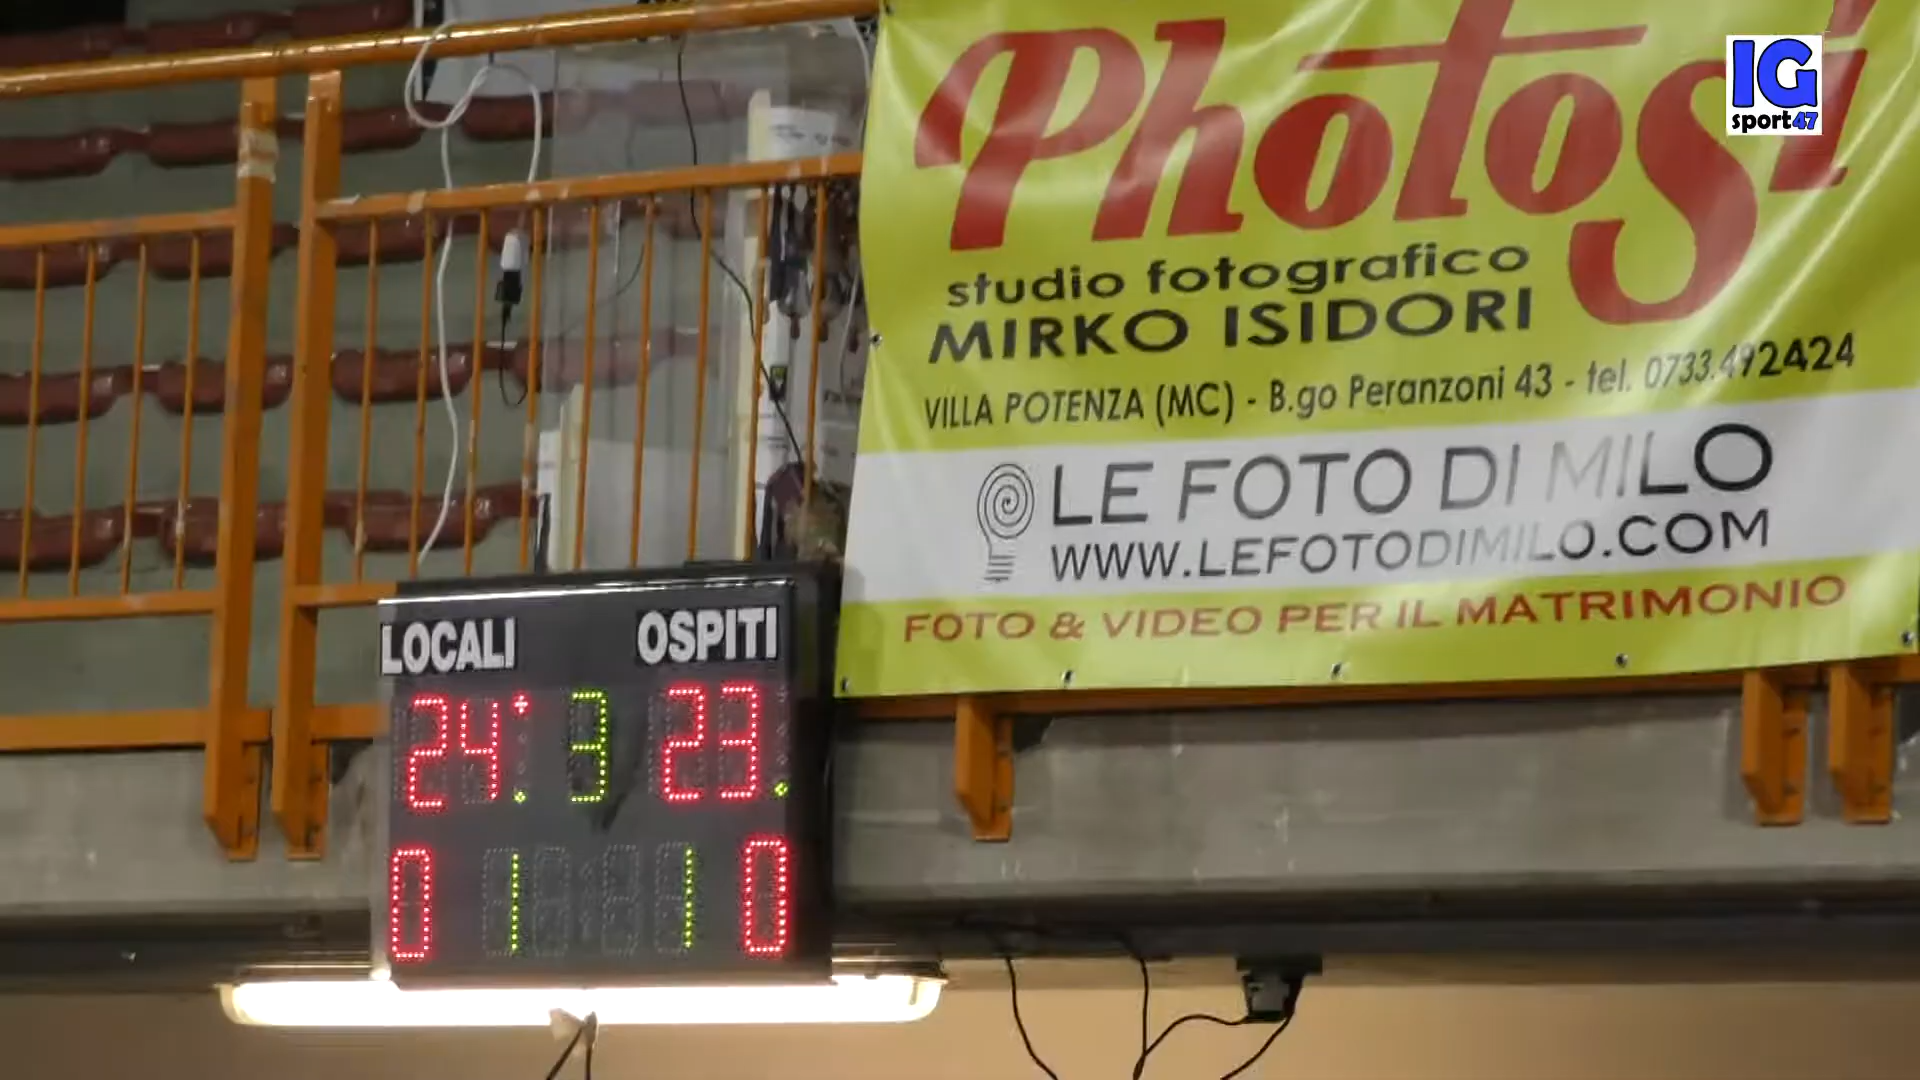 PhotoSì
IG
sport47
studio fotografico
MIRKO ISIDORI
VILLA POTENZA (MC) - B.go Peranzoni 43 - tel. 0733.492424
LE FOTO DI MILO
WWW.LEFOTODIMILO.COM
FOTO & VIDEO PER IL MATRIMONIO
LOCALI OSPITI
24 3 23
0 1 1 0